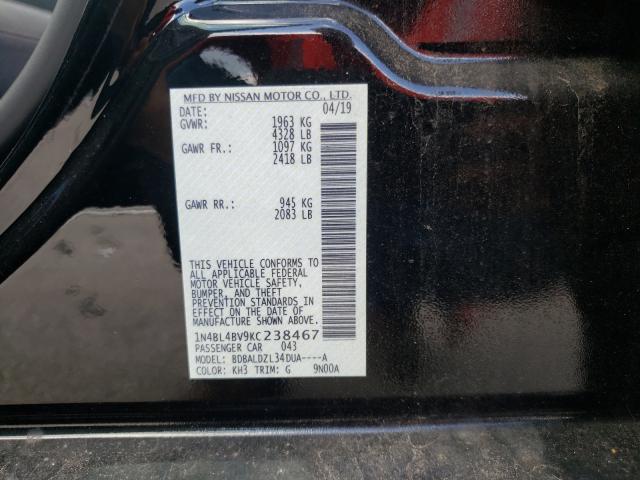 MFD BY NISSAN MOTOR CO., LTD.
DATE: 04/19
GVWR: 1963 KG
4328 LB
GAWR FR.: 1097 KG
2418 LB
GAWR RR.: 945 KG
2083 LB
THIS VEHICLE CONFORMS TO
ALL APPLICABLE FEDERAL
MOTOR VEHICLE SAFETY,
BUMPER, AND THEFT
PREVENTION STANDARDS IN
EFFECT ON THE DATE OF
MANUFACTURE SHOWN ABOVE.
1N4BL4BV9KC238467
PASSENGER CAR 043
MODEL: BDBALDZL34DUA----A
COLOR: KH3 TRIM: G 9N00A